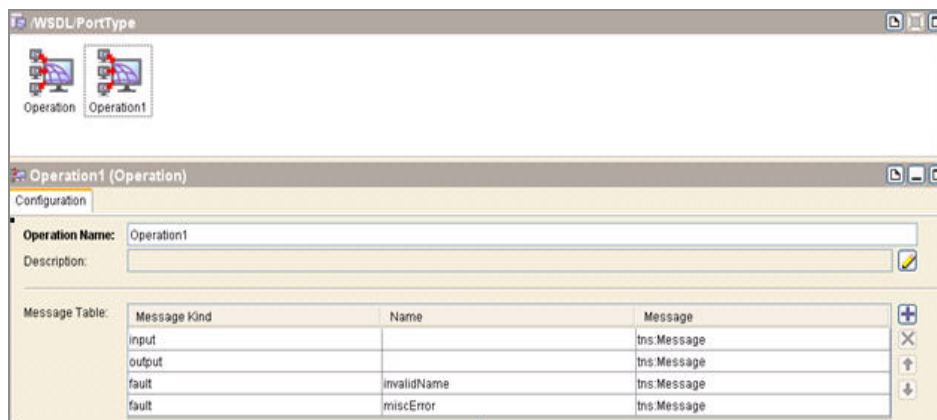 /WSDL/PortType
Operation Operation1
Operation1 (Operation)
Configuration
Operation Name: Operation1
Description:
Message Table: Message Kind Name Message
input tns:Message
output tns:Message
fault invalidName tns:Message
fault miscError tns:Message